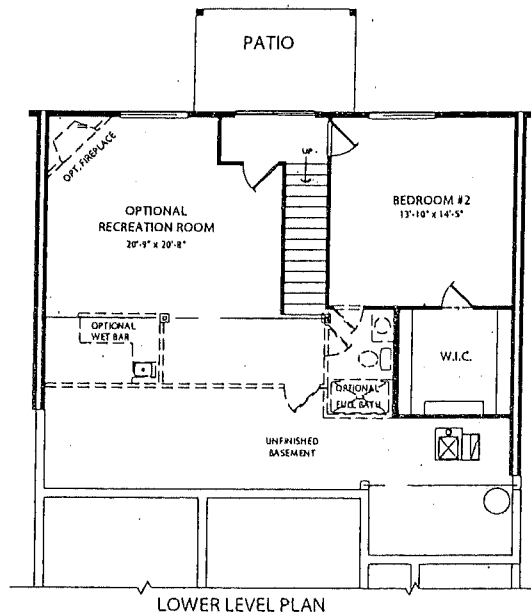 PATIO
OPT. FIREPLACE
UP
OPTIONAL
RECREATION ROOM
20'-9" x 20'-8"
BEDROOM #2
13'-10" x 14'-5"
OPTIONAL
WET BAR
W.I.C.
OPTIONAL
FULL BATH
UNFINISHED
BASEMENT
LOWER LEVEL PLAN